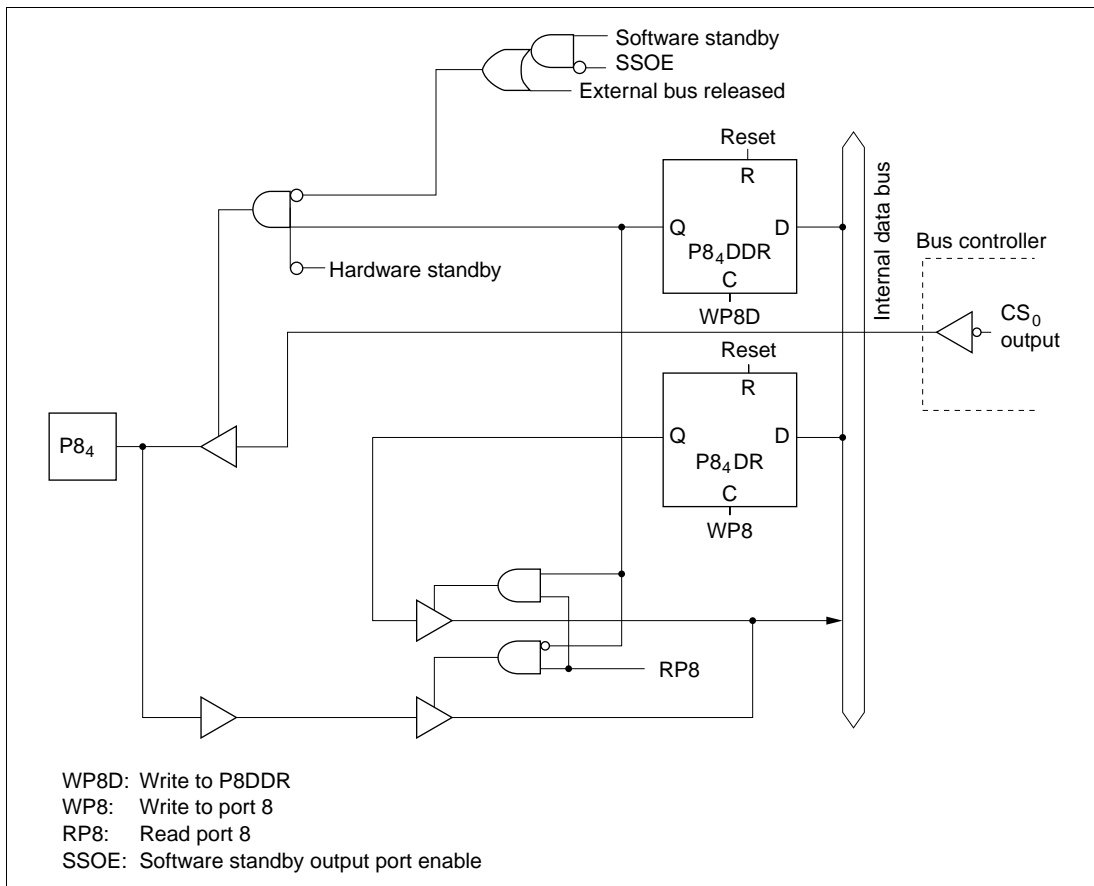 Software standby
SSOE
External bus released
Reset
R
Internal data bus
Q
D
Bus controller
P8₄DDR
Hardware standby
C
WP8D
CS₀
output
Reset
R
P8₄
Q
D
P8₄DR
C
WP8
RP8
WP8D: Write to P8DDR
WP8: Write to port 8
RP8: Read port 8
SSOE: Software standby output port enable